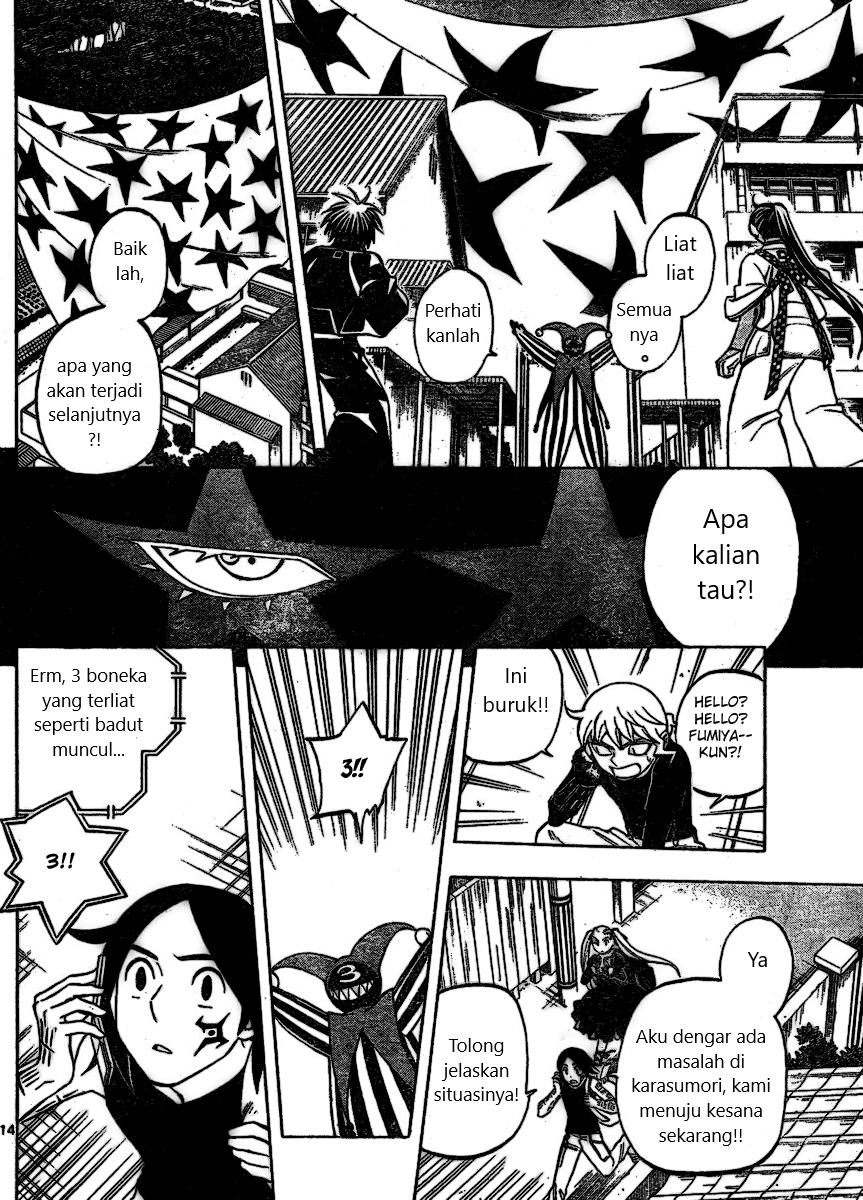 Liat
liat
Semua
nya
Perhati
kanlah
Baik
lah,
apa yang
akan terjadi
selanjutnya
?!
Apa
kalian
tau?!
HELLO?
HELLO?
FUMIYA--
KUN?!
Ini
buruk!!
3!!
3
Erm, 3 boneka
yang terliat
seperti badut
muncul...
3!!
Ya
Aku dengar ada
masalah di
karasumori, kami
menuju kesana
sekarang!!
Tolong
jelaskan
situasinya!
14